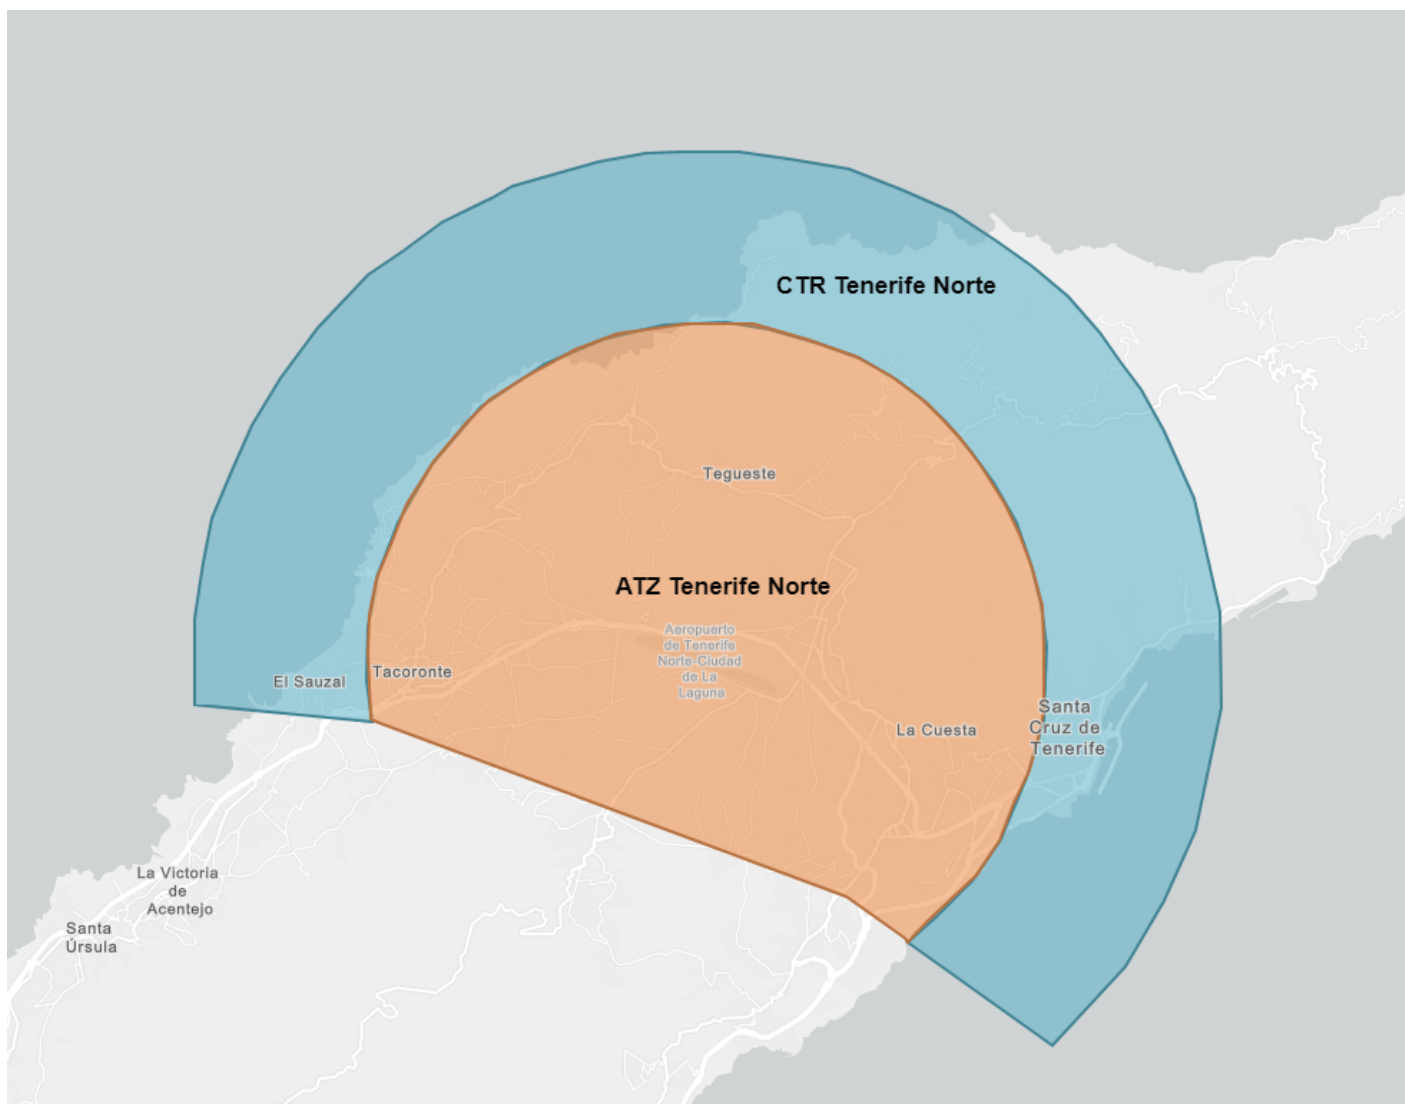 CTR Tenerife Norte
Tegueste
ATZ Tenerife Norte
Aeropuerto
de Tenerife
Norte-Ciudad
de La
Laguna
Tacoronte
El Sauzal
Santa
Cruz de
Tenerife
La Cuesta
La Victoria
de
Acentejo
Santa
Úrsula